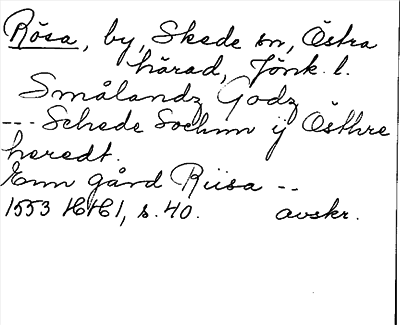 Rösa, by, Skede sn, Östra
härad, Jönk. l.
Smålandz Godz
--- Schede Sochnn ij Östhre
heredt.
Enn gård Riisa --
1553 HH1, s. 40. avskr.